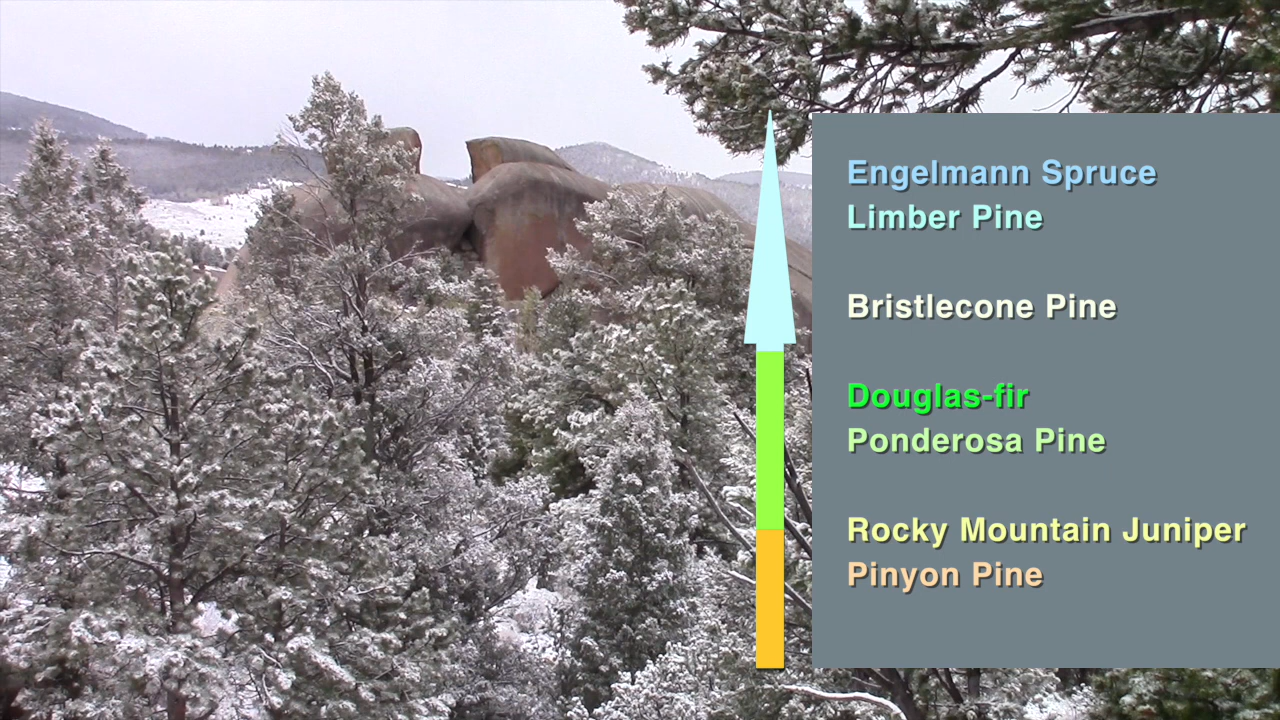 Engelmann Spruce
Limber Pine
Bristlecone Pine
Douglas-fir
Ponderosa Pine
Rocky Mountain Juniper
Pinyon Pine